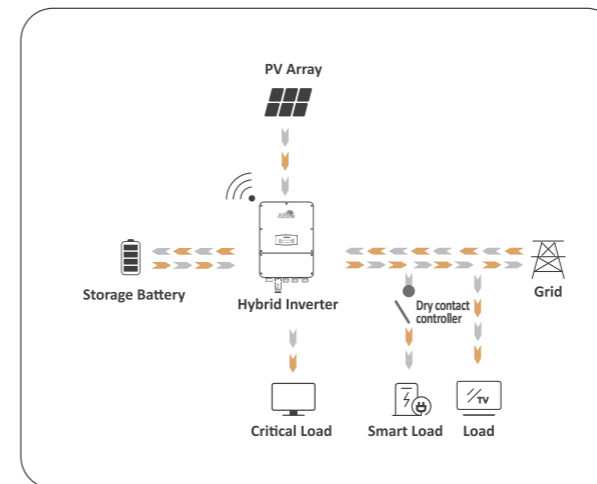 PV Array
Storage Battery
Hybrid Inverter
Grid
Dry contact
controller
TV
Critical Load
Smart Load
Load